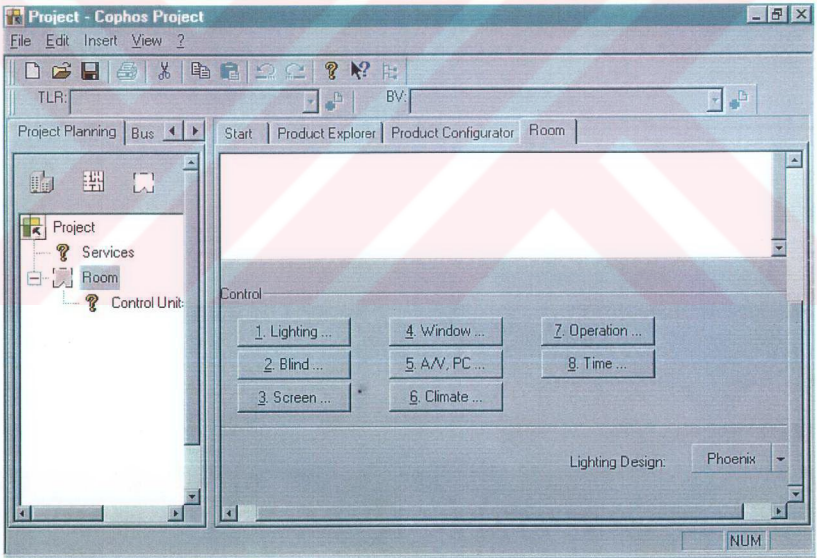 Project - Cophos Project
File Edit Insert View ?
TLR: BV:
Project Planning Bus Start Product Explorer Product Configurator Room
Project
Services
Room
Control Unit
Control
1. Lighting ... 4. Window ... 7. Operation ...
2. Blind ... 5. A/V, PC ... 8. Time ...
3. Screen ... 6. Climate ...
Lighting Design: Phoenix
NUM